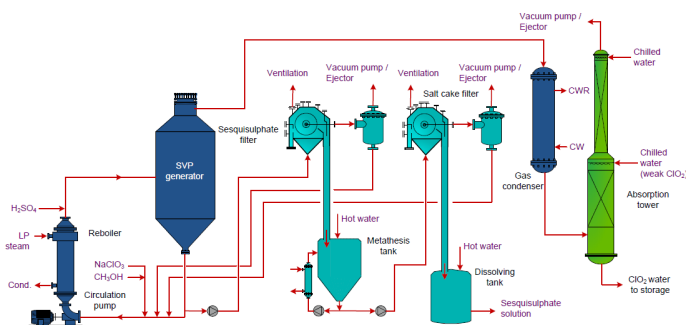 Vacuum pump /
Ejector
Chilled
water
Ventilation
Vacuum pump /
Ejector
Ventilation
Vacuum pump /
Ejector
Salt cake filter
CWR
Sesquisulphate
filter
SVP
generator
CW
Gas
condenser
Chilled
water
(weak ClO₂)
Absorption
tower
H₂SO₄
Reboiler
LP
steam
Hot water
Metathesis
tank
Hot water
NaClO₃
CH₃OH
Cond.
Circulation
pump
Dissolving
tank
Sesquisulphate
solution
ClO₂ water
to storage